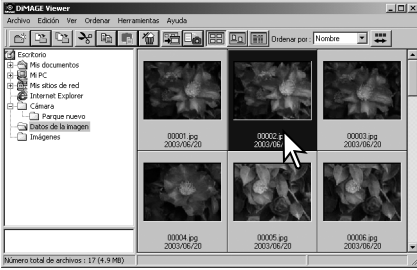 DiMAGE Viewer
Archivo Edición Ver Ordenar Herramientas Ayuda
Ordenar por: Nombre
Escritorio
Mis documentos
Mi PC
Mis sitios de red
Internet Explorer
Cámara
Parque nuevo
Datos de la imagen
Imágenes
00001.jpg
2003/06/20
00002.jpg
2003/06/20
00003.jpg
2003/06/20
00004.jpg
2003/06/20
00005.jpg
2003/06/20
00006.jpg
2003/06/20
Número total de archivos : 17 (4.9 MB)